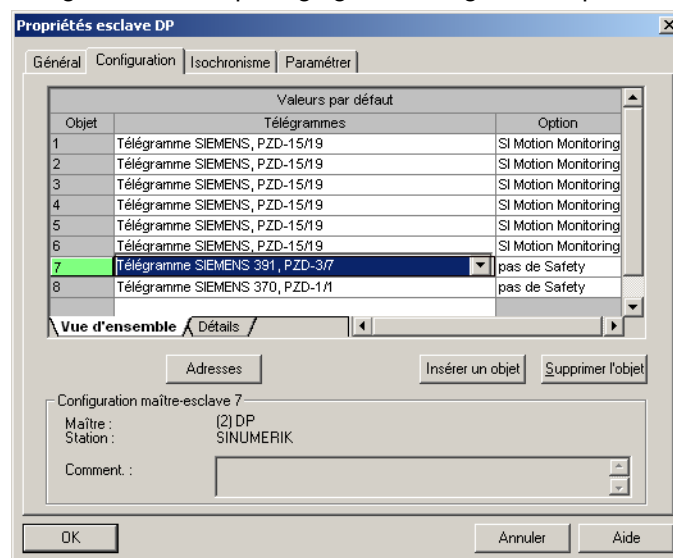 Propriétés esclave DP
Général Configuration Isochronisme Paramétrer
Valeurs par défaut
Objet Télégrammes Option
1 Télégramme SIEMENS, PZD-15/19 SI Motion Monitoring
2 Télégramme SIEMENS, PZD-15/19 SI Motion Monitoring
3 Télégramme SIEMENS, PZD-15/19 SI Motion Monitoring
4 Télégramme SIEMENS, PZD-15/19 SI Motion Monitoring
5 Télégramme SIEMENS, PZD-15/19 SI Motion Monitoring
6 Télégramme SIEMENS, PZD-15/19 SI Motion Monitoring
7 Télégramme SIEMENS 391, PZD-3/7 pas de Safety
8 Télégramme SIEMENS 370, PZD-1/1 pas de Safety
Vue d'ensemble Détails
Adresses Insérer un objet Supprimer l'objet
Configuration maître-esclave 7
Maître : (2) DP
Station : SINUMERIK
Comment. :
OK Annuler Aide